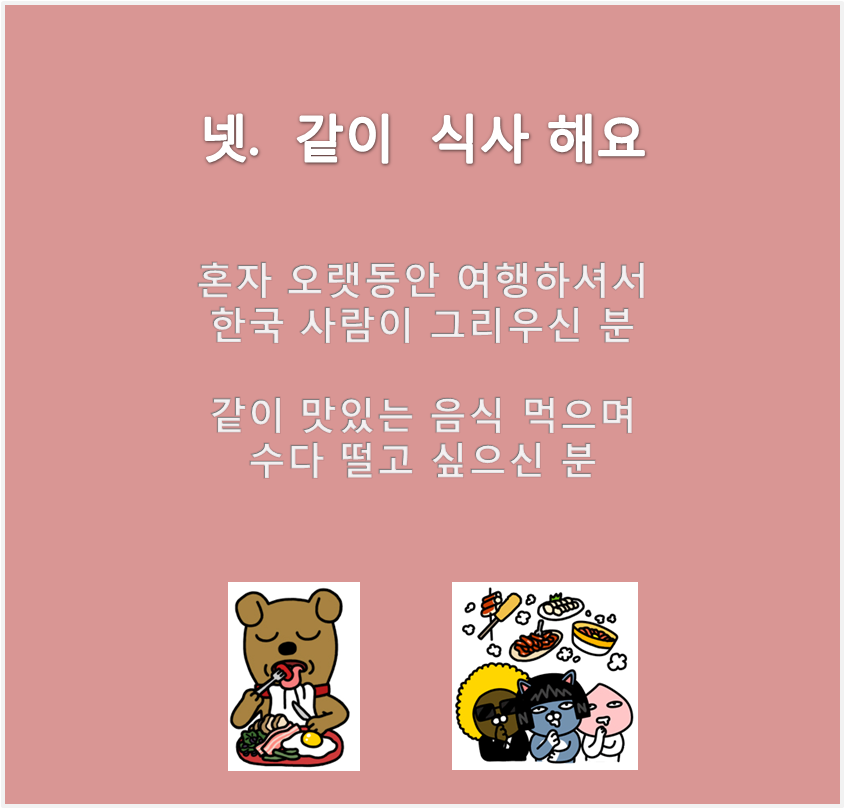 넷. 같이 식사 해요
혼자 오랫동안 여행하셔서
한국 사람이 그리우신 분
같이 맛있는 음식 먹으며
수다 떨고 싶으신 분